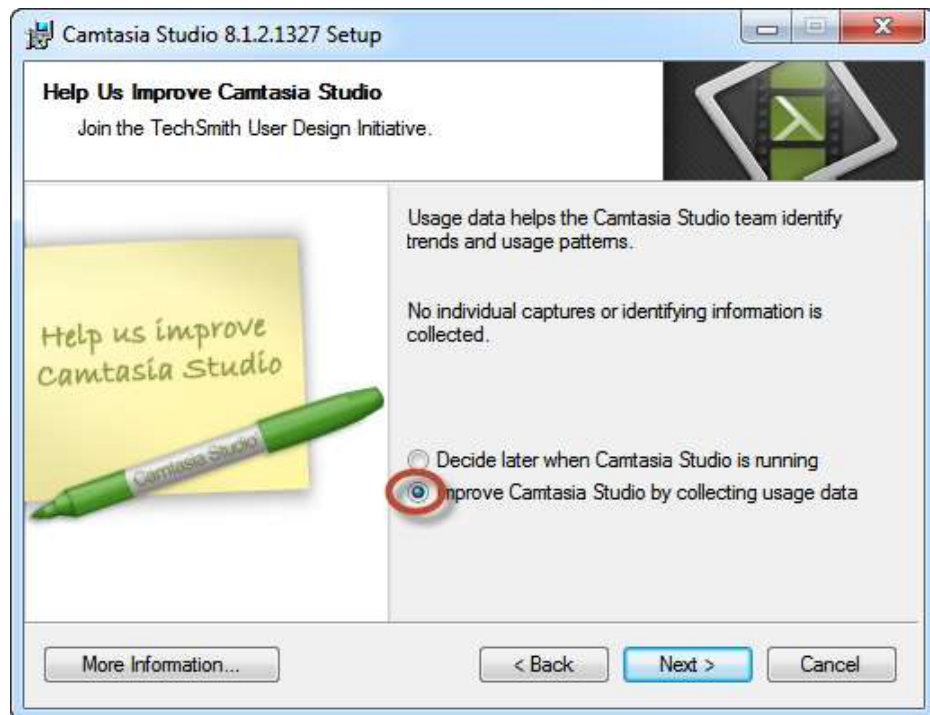 Camtasia Studio 8.1.2.1327 Setup
Help Us Improve Camtasia Studio
Join the TechSmith User Design Initiative.
Usage data helps the Camtasia Studio team identify
trends and usage patterns.
No individual captures or identifying information is
collected.
Help us improve
Camtasia Studio
Camtasia Studio
Decide later when Camtasia Studio is running
Improve Camtasia Studio by collecting usage data
More Information...
< Back
Next >
Cancel